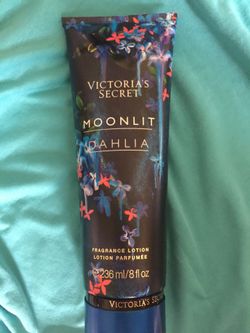 VICTORIA'S
SECRET
MOONLIT
DAHLIA
FRAGRANCE LOTION
LOTION PARFUMÉE
236 ml/8 fl oz
VICTORIA'S SECRET